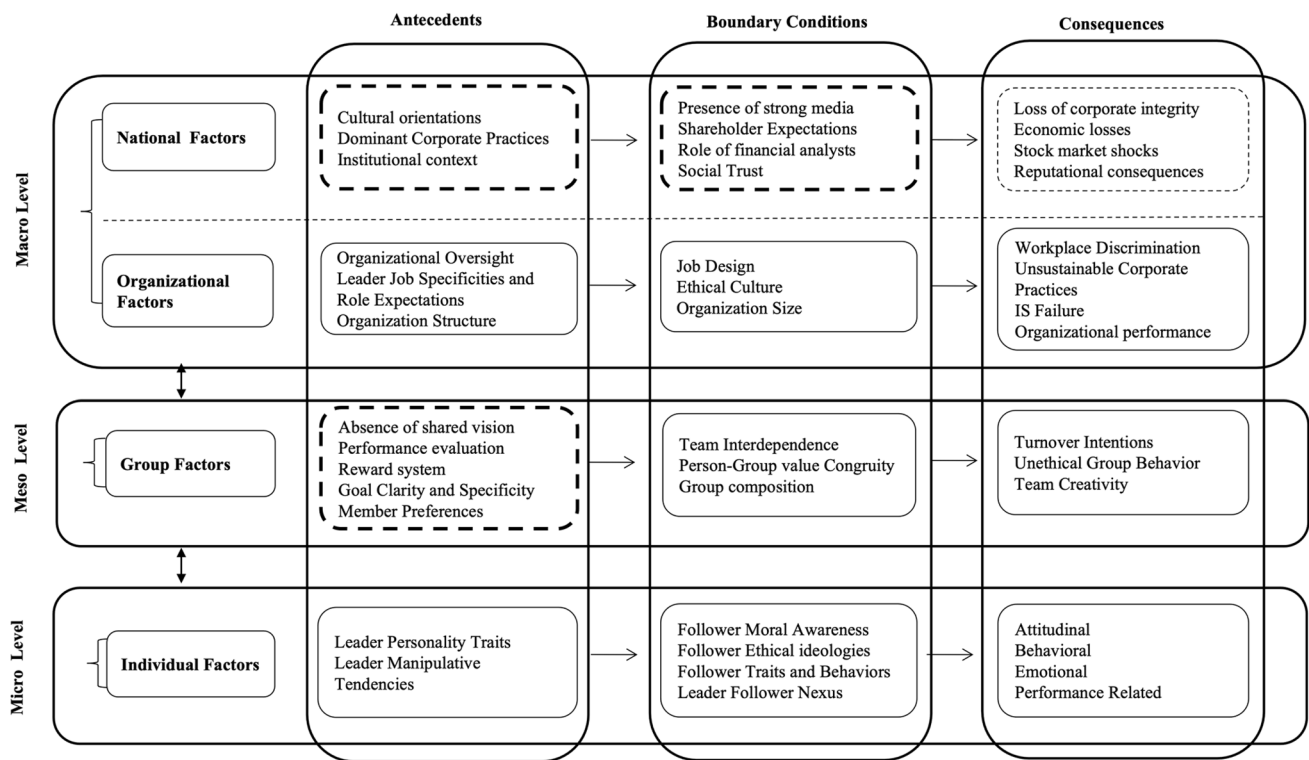 Antecedents
Boundary Conditions
Consequences
Macro Level
National Factors
Cultural orientations
Dominant Corporate Practices
Institutional context
Presence of strong media
Shareholder Expectations
Role of financial analysts
Social Trust
Loss of corporate integrity
Economic losses
Stock market shocks
Reputational consequences
Organizational
Factors
Organizational Oversight
Leader Job Specificities and
Role Expectations
Organization Structure
Job Design
Ethical Culture
Organization Size
Workplace Discrimination
Unsustainable Corporate
Practices
IS Failure
Organizational performance
Meso Level
Group Factors
Absence of shared vision
Performance evaluation
Reward system
Goal Clarity and Specificity
Member Preferences
Team Interdependence
Person-Group value Congruity
Group composition
Turnover Intentions
Unethical Group Behavior
Team Creativity
Micro Level
Individual Factors
Leader Personality Traits
Leader Manipulative
Tendencies
Follower Moral Awareness
Follower Ethical ideologies
Follower Traits and Behaviors
Leader Follower Nexus
Attitudinal
Behavioral
Emotional
Performance Related